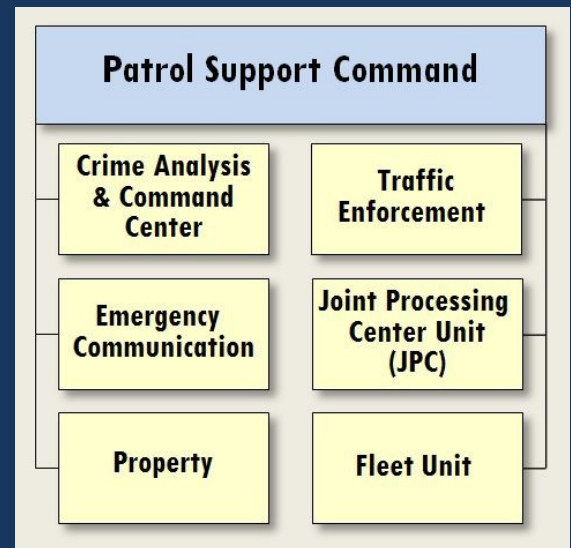 Patrol Support Command
Crime Analysis
& Command
Center
Traffic
Enforcement
Emergency
Communication
Joint Processing
Center Unit
(JPC)
Property
Fleet Unit